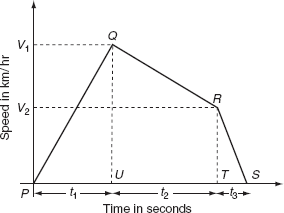 Q
V1
R
V2
Speed in km/hr
P
U
T
S
t1
t2
t3
Time in seconds